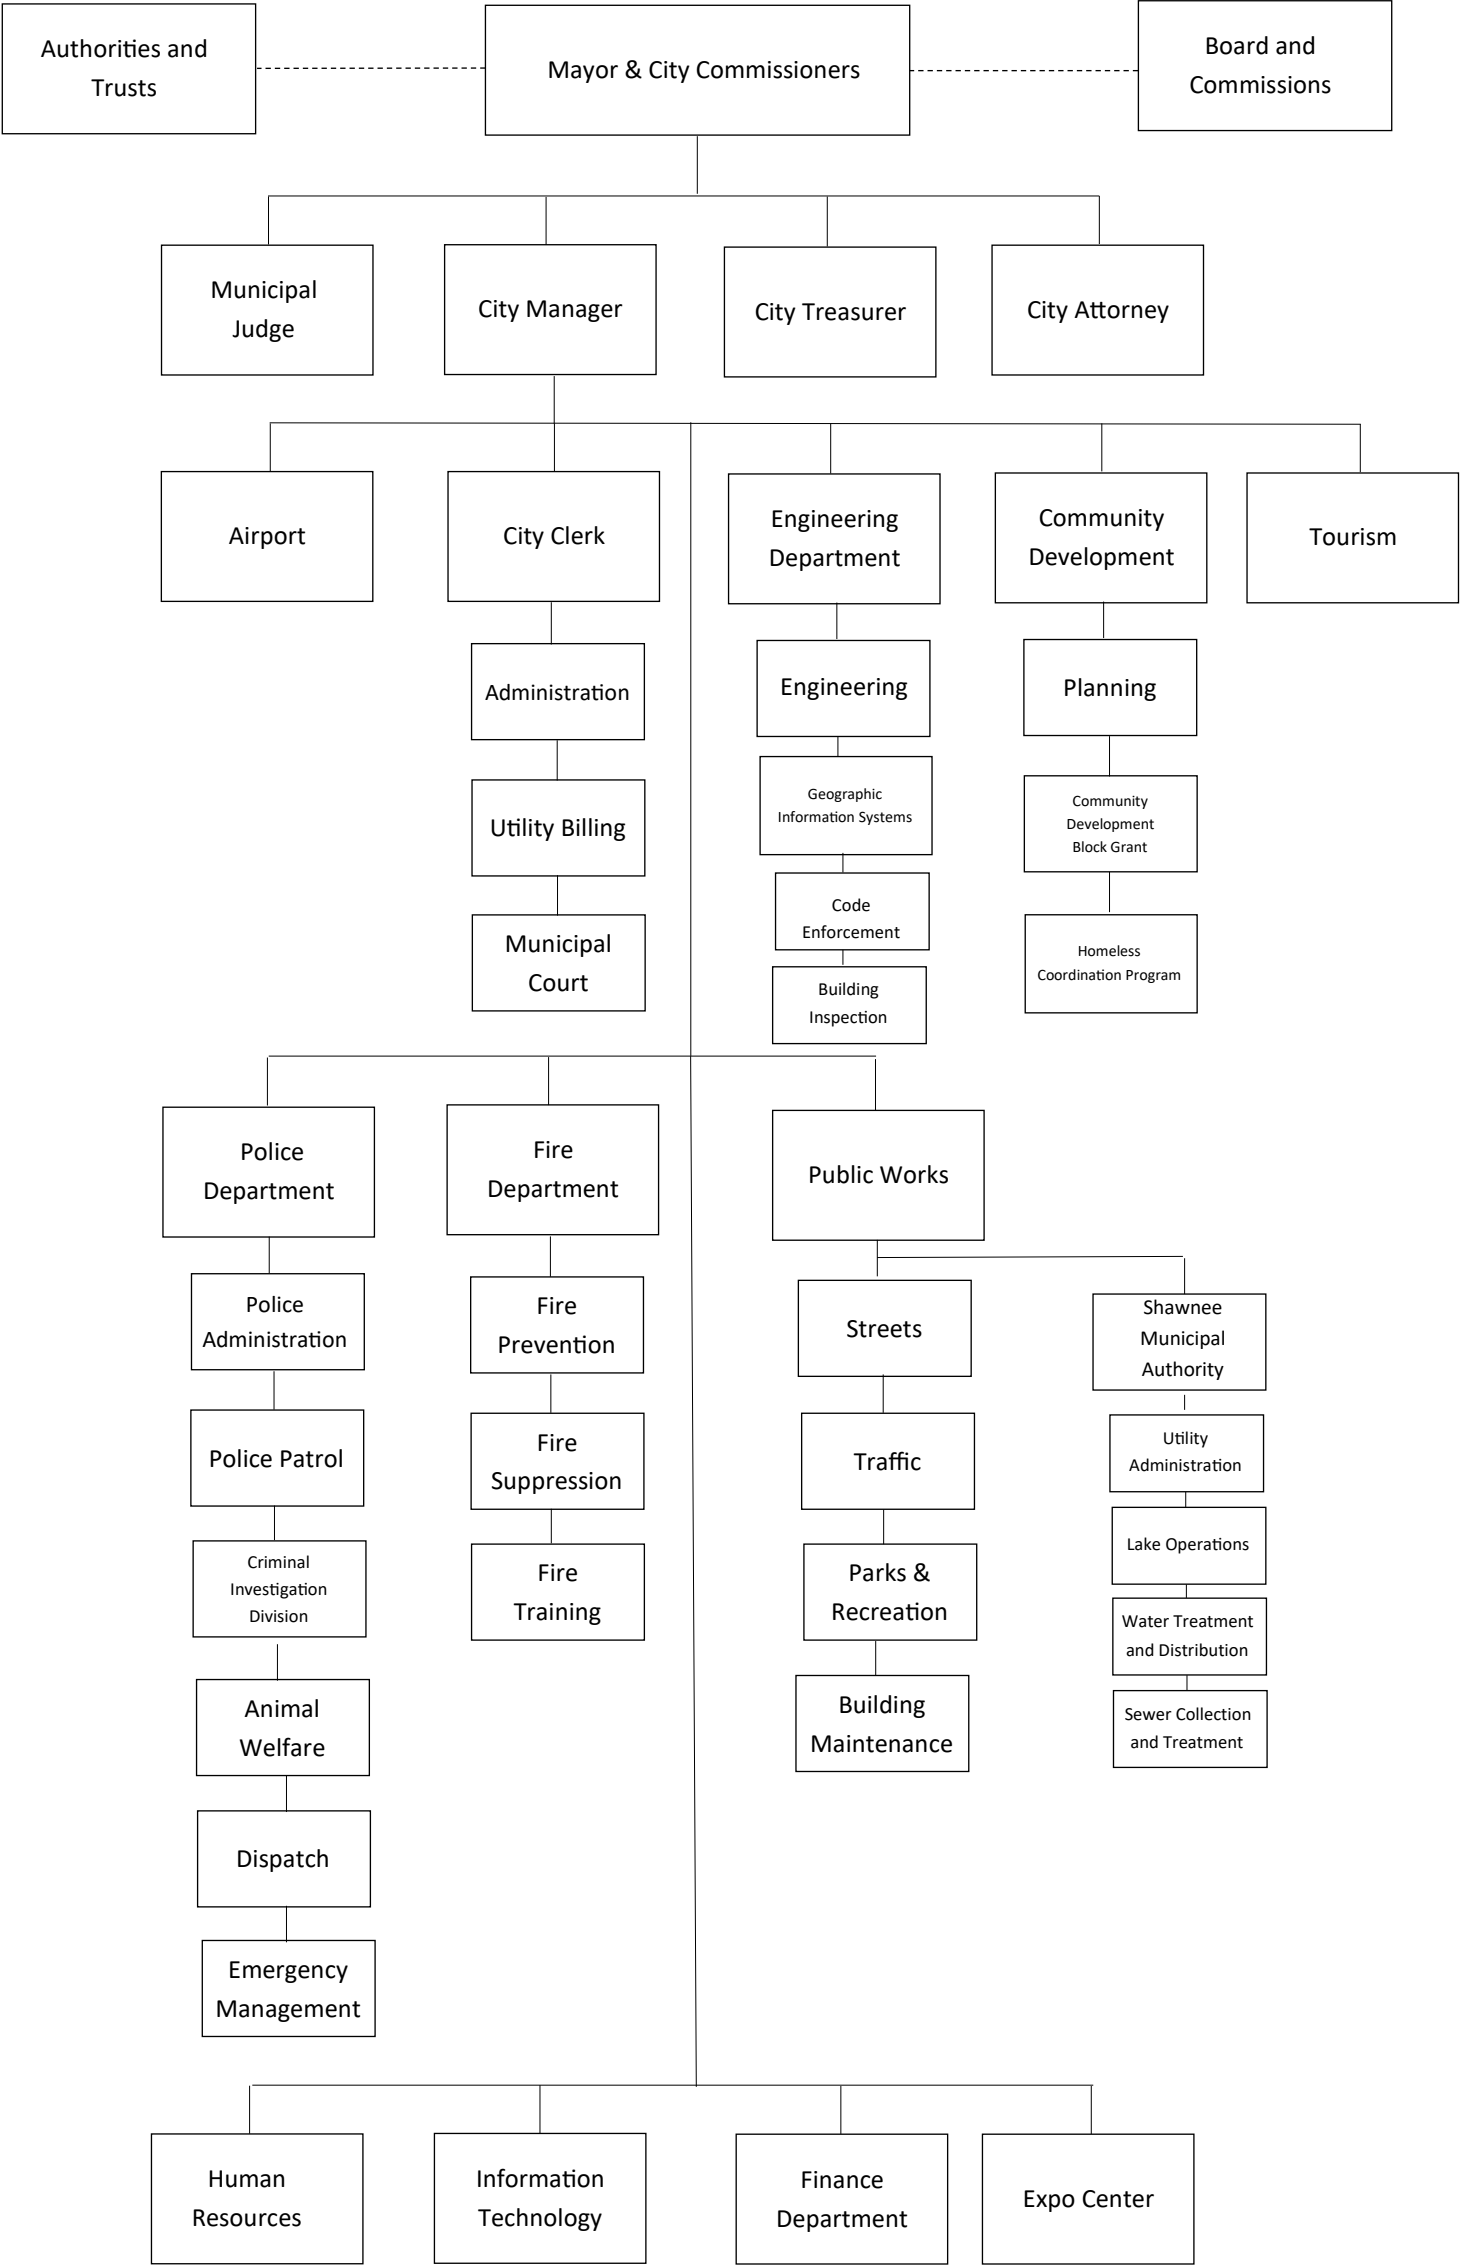 Authorities and
Trusts
Mayor & City Commissioners
Board and
Commissions
Municipal
Judge
City Manager
City Treasurer
City Attorney
Airport
City Clerk
Engineering
Department
Community
Development
Tourism
Administration
Utility Billing
Municipal
Court
Engineering
Geographic
Information Systems
Code
Enforcement
Building
Inspection
Planning
Community
Development
Block Grant
Homeless
Coordination Program
Police
Department
Fire
Department
Public Works
Police
Administration
Police Patrol
Criminal
Investigation
Division
Animal
Welfare
Dispatch
Emergency
Management
Fire
Prevention
Fire
Suppression
Fire
Training
Streets
Traffic
Parks &
Recreation
Building
Maintenance
Shawnee
Municipal
Authority
Utility
Administration
Lake Operations
Water Treatment
and Distribution
Sewer Collection
and Treatment
Human
Resources
Information
Technology
Finance
Department
Expo Center